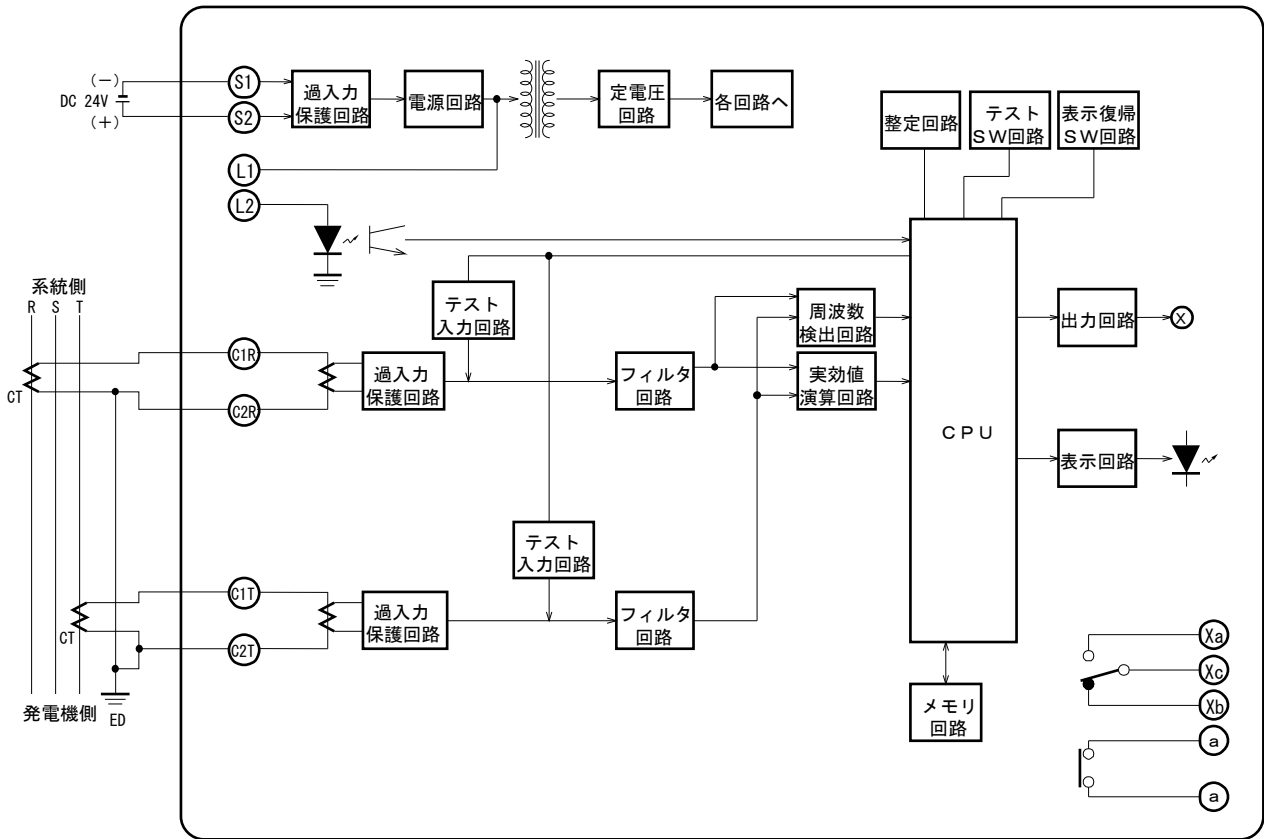 (−)
DC 24V
(+)
S1
S2
過入力
保護回路
電源回路
定電圧
回路
各回路へ
整定回路
テスト
SW回路
表示復帰
SW回路
L1
L2
系統側
R S T
テスト
入力回路
周波数
検出回路
出力回路
X
C1R
CT
C2R
過入力
保護回路
フィルタ
回路
実効値
演算回路
CPU
表示回路
テスト
入力回路
C1T
CT
C2T
過入力
保護回路
フィルタ
回路
発電機側
ED
メモリ
回路
Xa
Xc
Xb
a
a